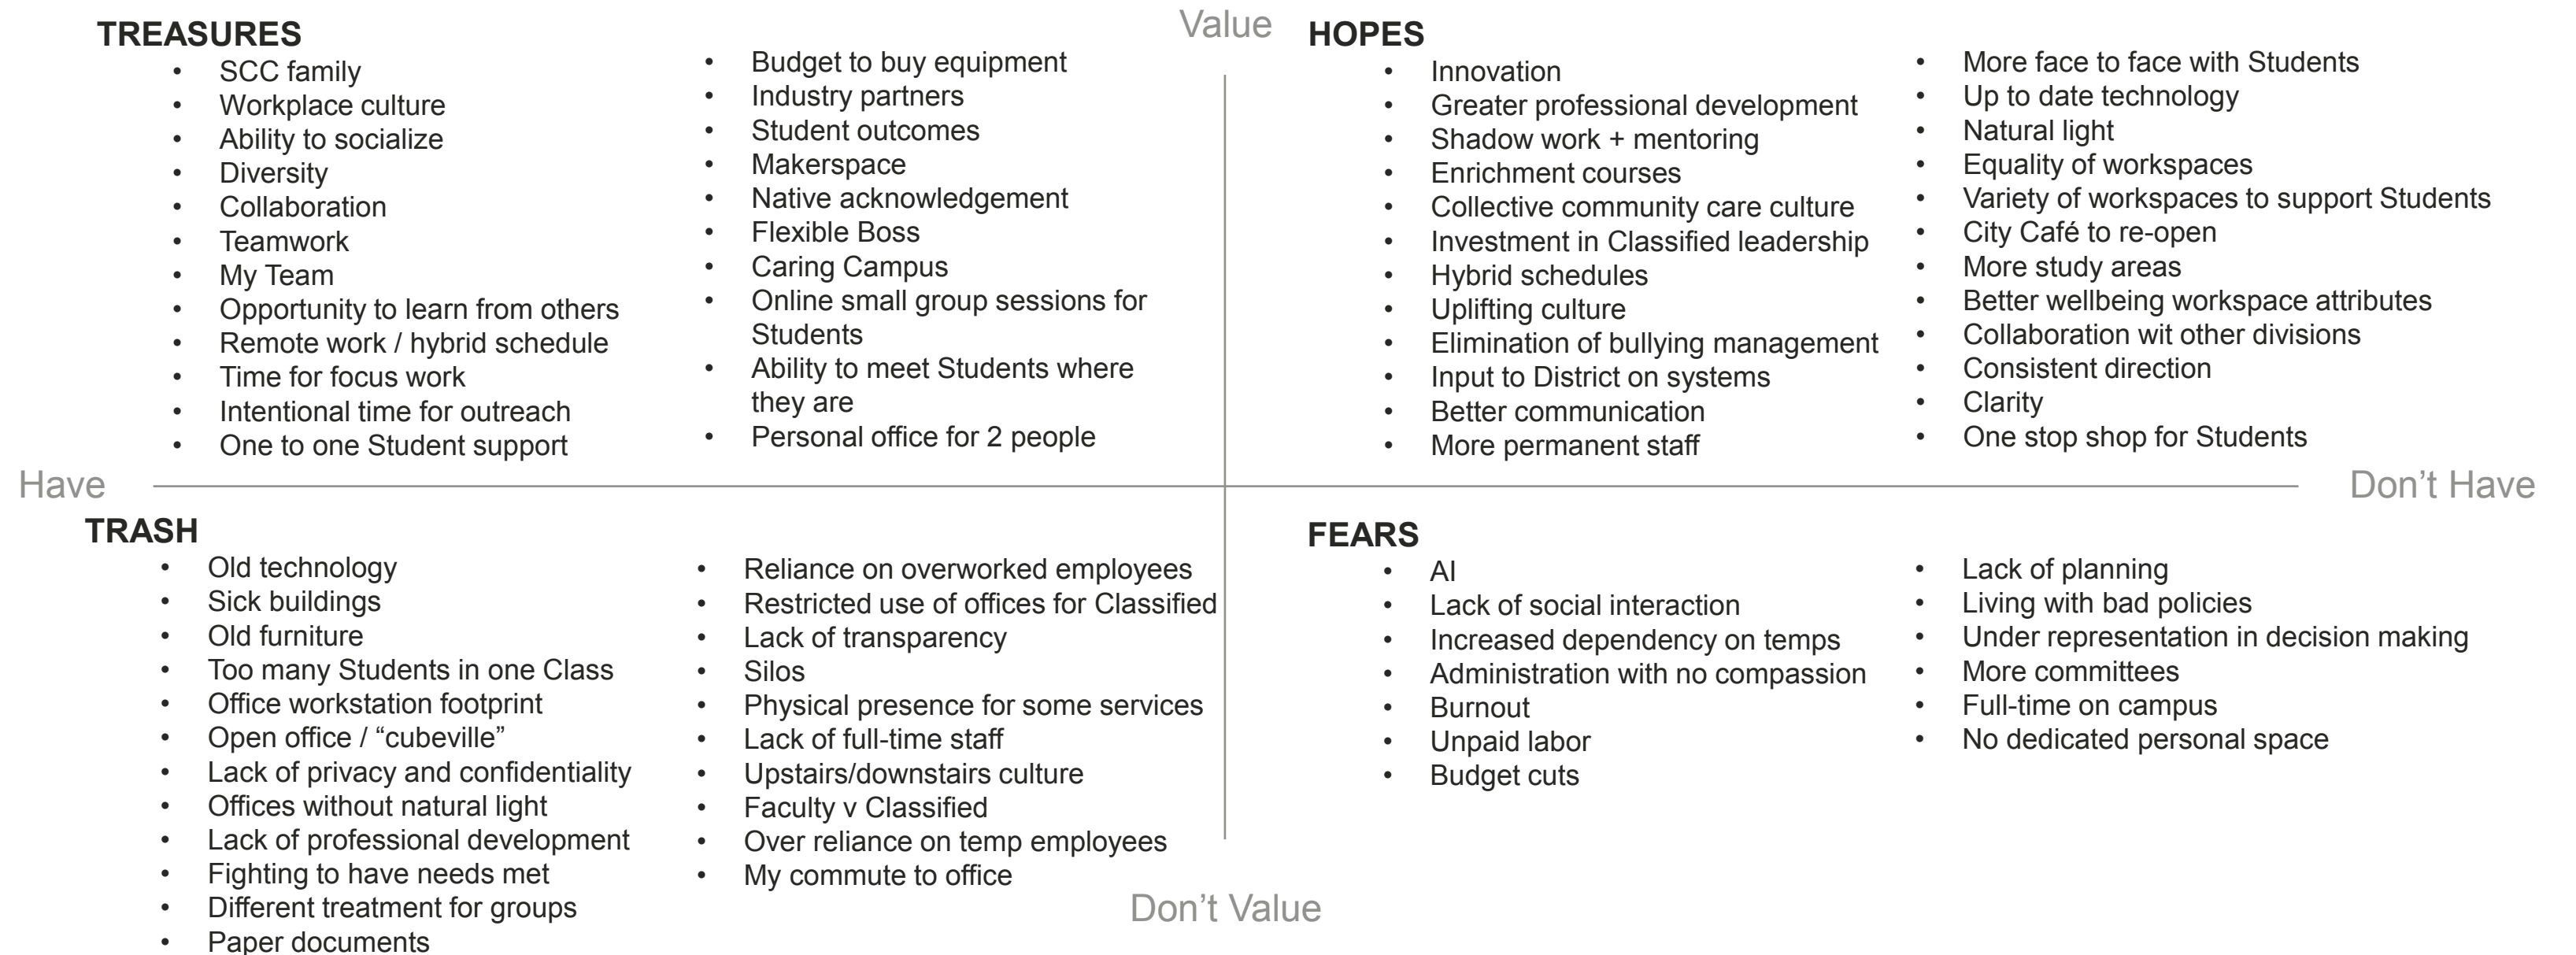 Value
TREASURES
• SCC family
• Workplace culture
• Ability to socialize
• Diversity
• Collaboration
• Teamwork
• My Team
• Opportunity to learn from others
• Remote work / hybrid schedule
• Time for focus work
• Intentional time for outreach
• One to one Student support
• Budget to buy equipment
• Industry partners
• Student outcomes
• Makerspace
• Native acknowledgement
• Flexible Boss
• Caring Campus
• Online small group sessions for
Students
• Ability to meet Students where
they are
• Personal office for 2 people
HOPES
• Innovation
• Greater professional development
• Shadow work + mentoring
• Enrichment courses
• Collective community care culture
• Investment in Classified leadership
• Hybrid schedules
• Uplifting culture
• Elimination of bullying management
• Input to District on systems
• Better communication
• More permanent staff
• More face to face with Students
• Up to date technology
• Natural light
• Equality of workspaces
• Variety of workspaces to support Students
• City Café to re-open
• More study areas
• Better wellbeing workspace attributes
• Collaboration wit other divisions
• Consistent direction
• Clarity
• One stop shop for Students
Have
Don’t Have
TRASH
• Old technology
• Sick buildings
• Old furniture
• Too many Students in one Class
• Office workstation footprint
• Open office / “cubeville”
• Lack of privacy and confidentiality
• Offices without natural light
• Lack of professional development
• Fighting to have needs met
• Different treatment for groups
• Paper documents
• Reliance on overworked employees
• Restricted use of offices for Classified
• Lack of transparency
• Silos
• Physical presence for some services
• Lack of full-time staff
• Upstairs/downstairs culture
• Faculty v Classified
• Over reliance on temp employees
• My commute to office
FEARS
• AI
• Lack of social interaction
• Increased dependency on temps
• Administration with no compassion
• Burnout
• Unpaid labor
• Budget cuts
• Lack of planning
• Living with bad policies
• Under representation in decision making
• More committees
• Full-time on campus
• No dedicated personal space
Don’t Value